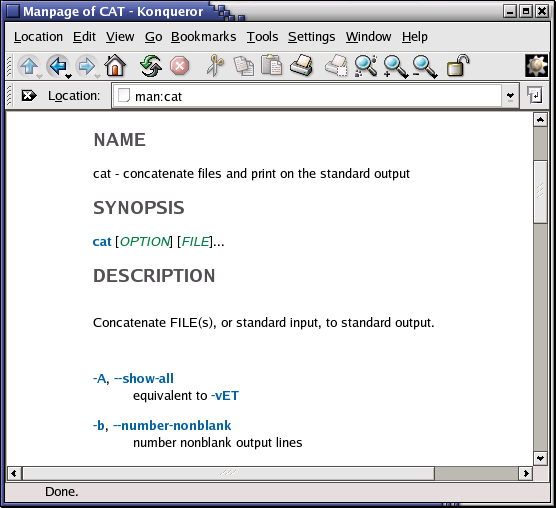 Manpage of CAT - Konqueror
Location Edit View Go Bookmarks Tools Settings Window Help
Location: man:cat
NAME
cat - concatenate files and print on the standard output
SYNOPSIS
cat [OPTION] [FILE]...
DESCRIPTION
Concatenate FILE(s), or standard input, to standard output.
-A, --show-all
equivalent to -vET
-b, --number-nonblank
number nonblank output lines
Done.